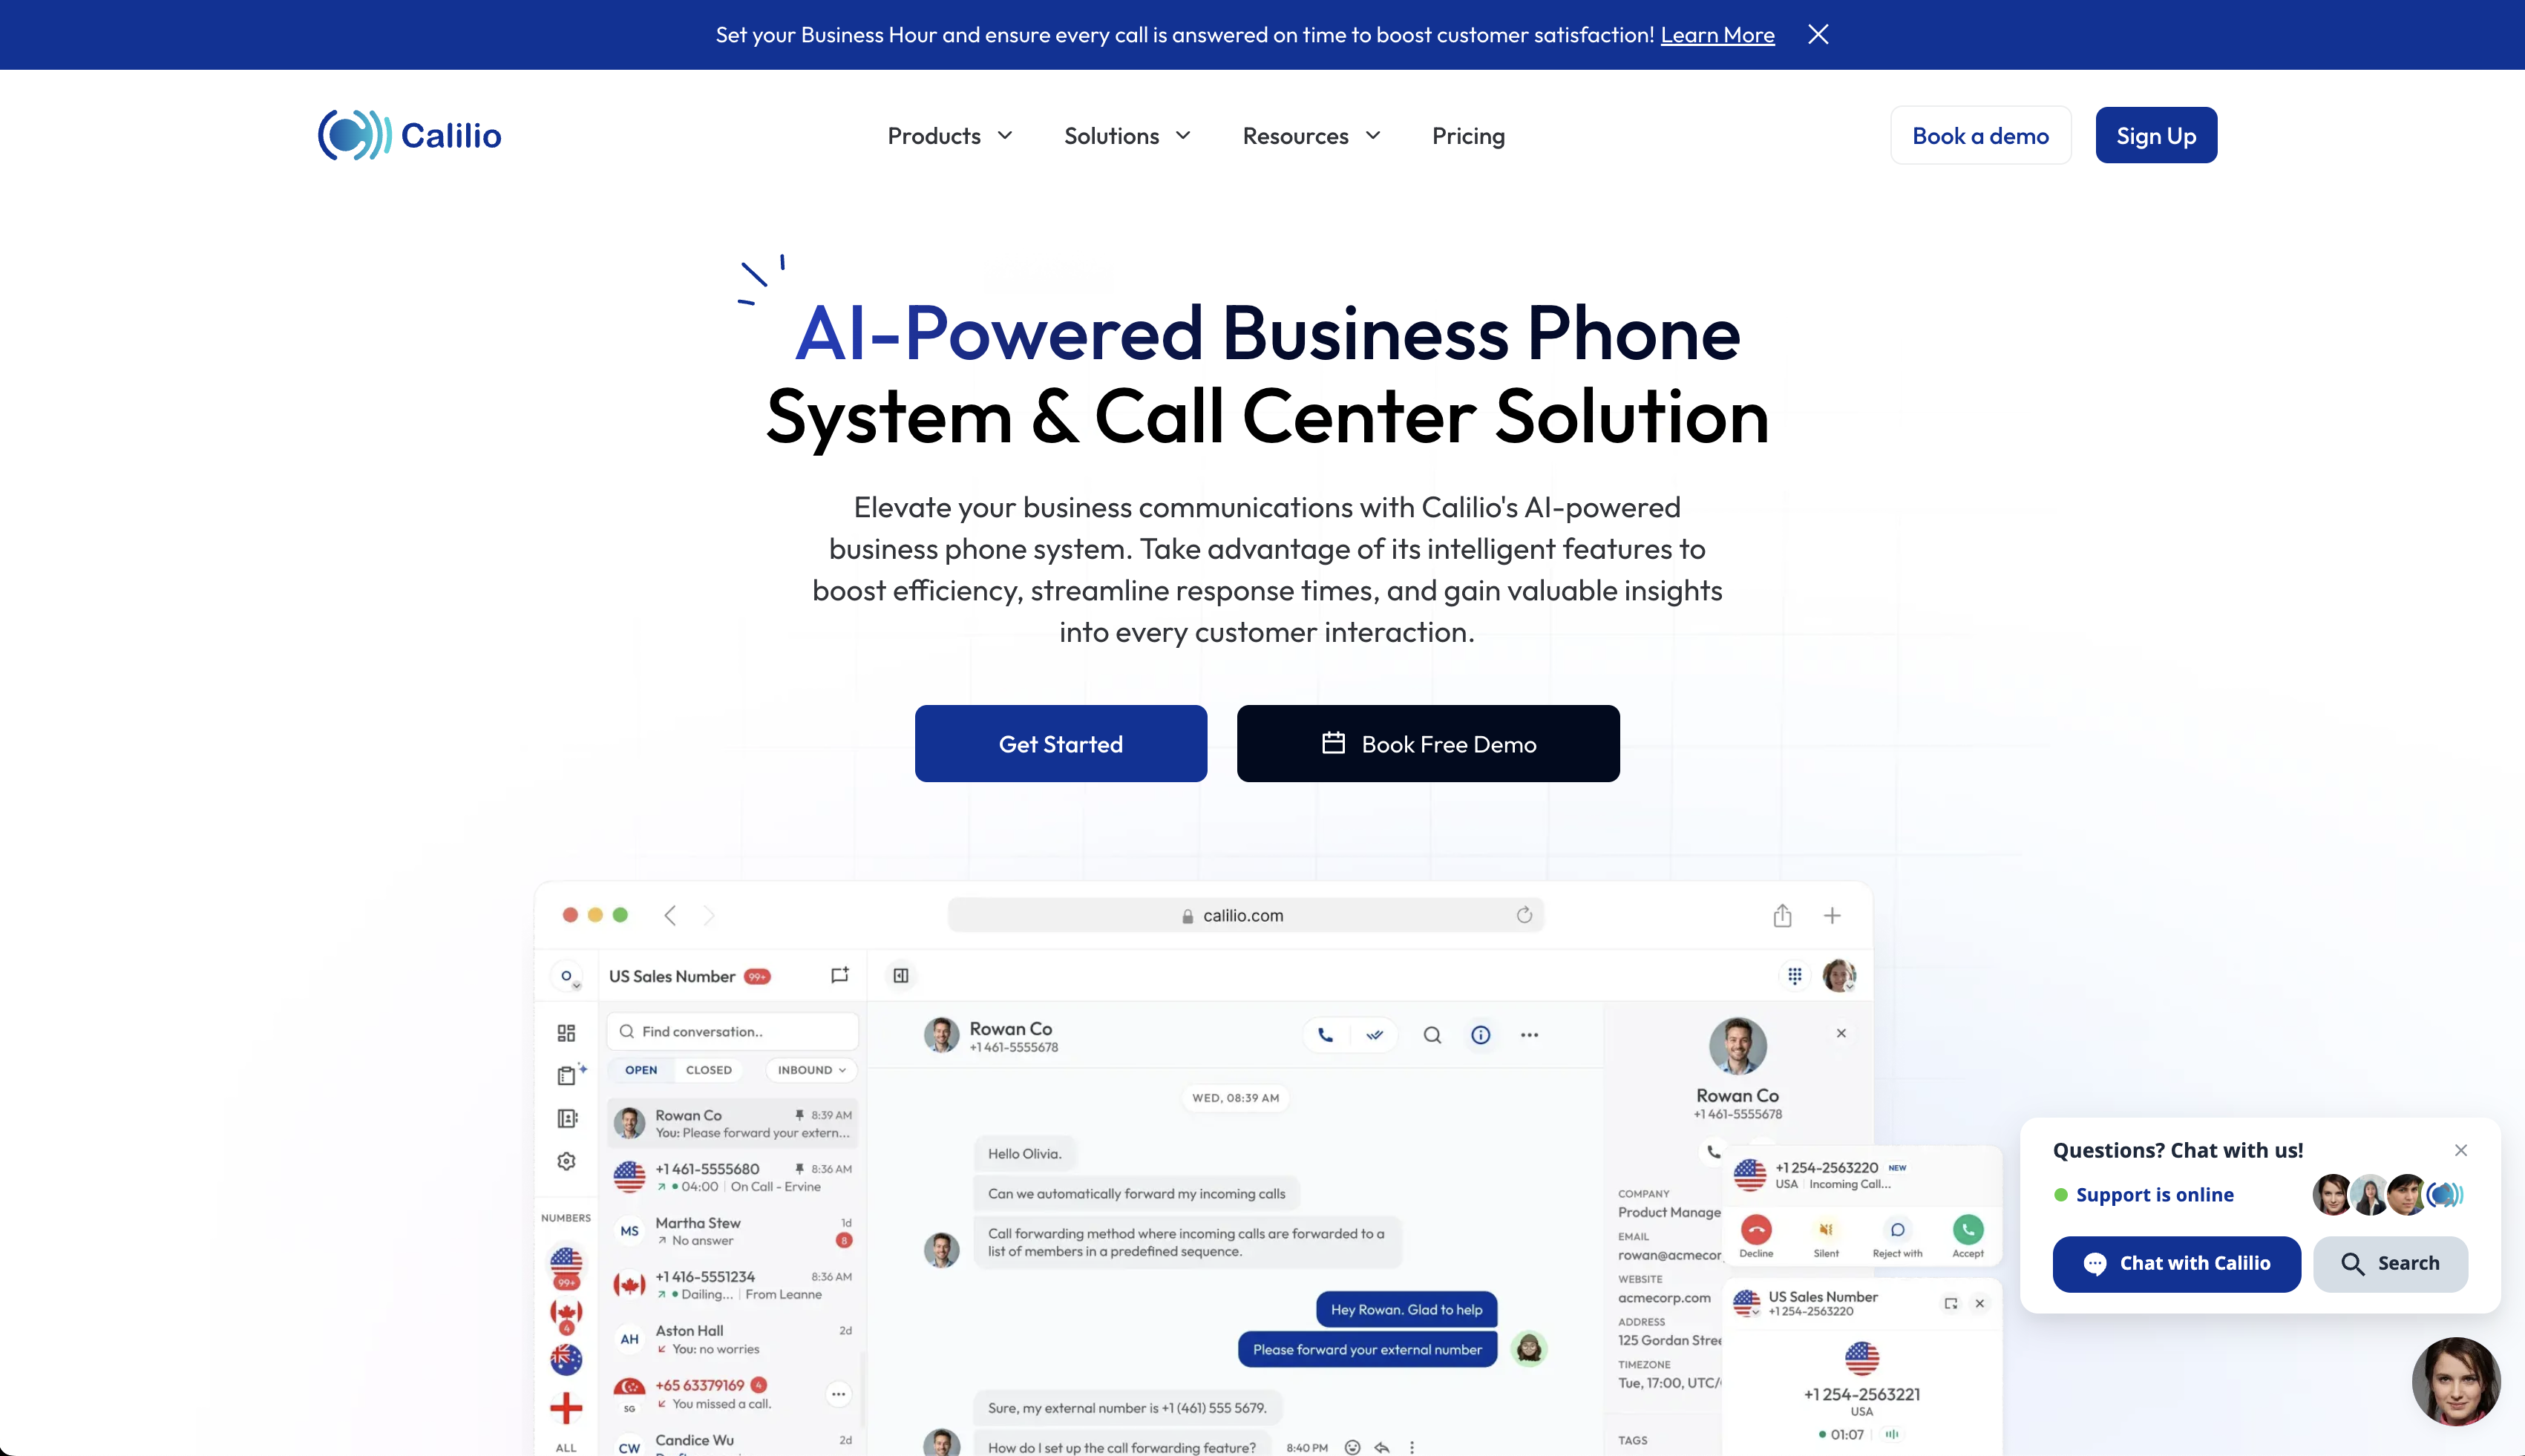 Set your Business Hour and ensure every call is answered on time to boost customer satisfaction! Learn More
Calilio
Products
Solutions
Resources
Pricing
Book a demo
Sign Up
AI-Powered Business Phone
System & Call Center Solution
Elevate your business communications with Calilio's AI-powered
business phone system. Take advantage of its intelligent features to
boost efficiency, streamline response times, and gain valuable insights
into every customer interaction.
Get Started
Book Free Demo
calilio.com
O
US Sales Number 99+
Find conversation..
OPEN
CLOSED
INBOUND
Rowan Co 8:39 AM
You: Please forward your extern...
+1 461-5555680 8:36 AM
04:00 | On Call - Ervine
Martha Stew 1d
MS
No answer 8
+1 416-5551234 8:36 AM
Dailing... | From Leanne
Aston Hall 2d
AH
You: no worries
+65 63379169 4
SG
You missed a call.
Candice Wu 2d
CW
NUMBERS
99+
4
ALL
Rowan Co
+1 461-5555678
WED, 08:39 AM
Hello Olivia.
Can we automatically forward my incoming calls
Call forwarding method where incoming calls are forwarded to a
list of members in a predefined sequence.
Hey Rowan. Glad to help
Please forward your external number
Sure, my external number is +1 (461) 555 5679.
How do I set up the call forwarding feature? 8:40 PM
Rowan Co
+1 461-5555678
COMPANY
Product Manage
EMAIL
rowan@acmecor
WEBSITE
acmecorp.com
ADDRESS
125 Gordan Stree
TIMEZONE
Tue, 17:00, UTC/
TAGS
+1 254-2563220 NEW
USA | Incoming Call...
Decline
Silent
Reject with
Accept
US Sales Number
+1 254-2563220
+1 254-2563221
USA
01:07
Questions? Chat with us!
Support is online
Chat with Calilio
Search